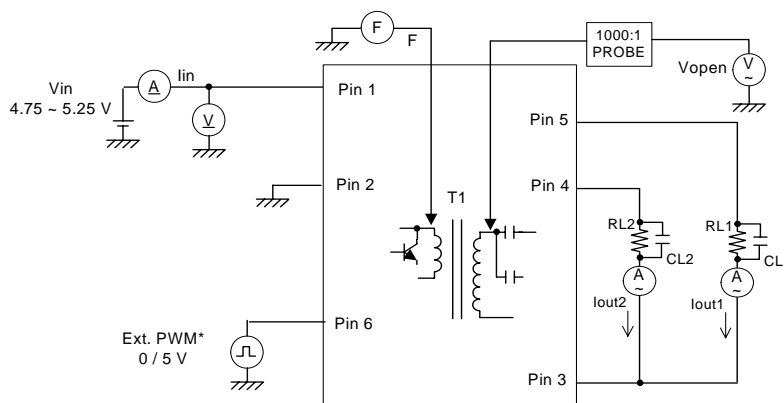 F
F
1000:1
PROBE
V
~
Vopen
Vin
4.75 ~ 5.25 V
A
Iin
V
Pin 1
Pin 5
Pin 2
T1
Pin 4
RL2
CL2
RL1
CL
A
~
A
~
Iout2
Iout1
Ext. PWM*
0 / 5 V
Pin 6
Pin 3